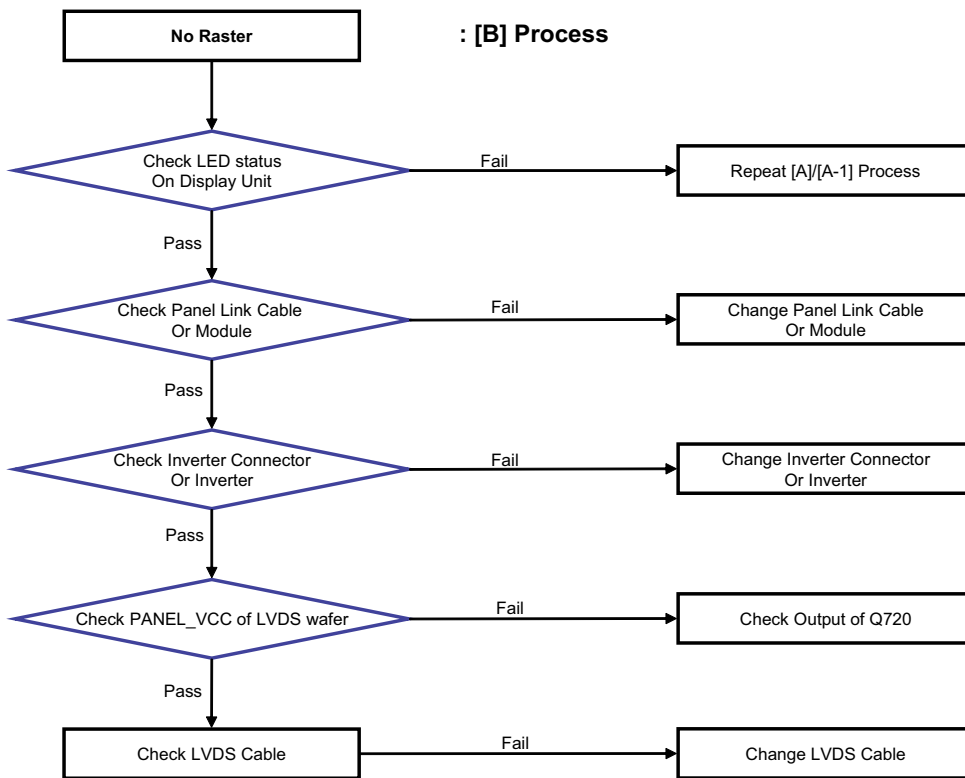 No Raster
: [B] Process
Check LED status
On Display Unit
Fail
Repeat [A]/[A-1] Process
Pass
Check Panel Link Cable
Or Module
Fail
Change Panel Link Cable
Or Module
Pass
Check Inverter Connector
Or Inverter
Fail
Change Inverter Connector
Or Inverter
Pass
Check PANEL_VCC of LVDS wafer
Fail
Check Output of Q720
Pass
Check LVDS Cable
Fail
Change LVDS Cable